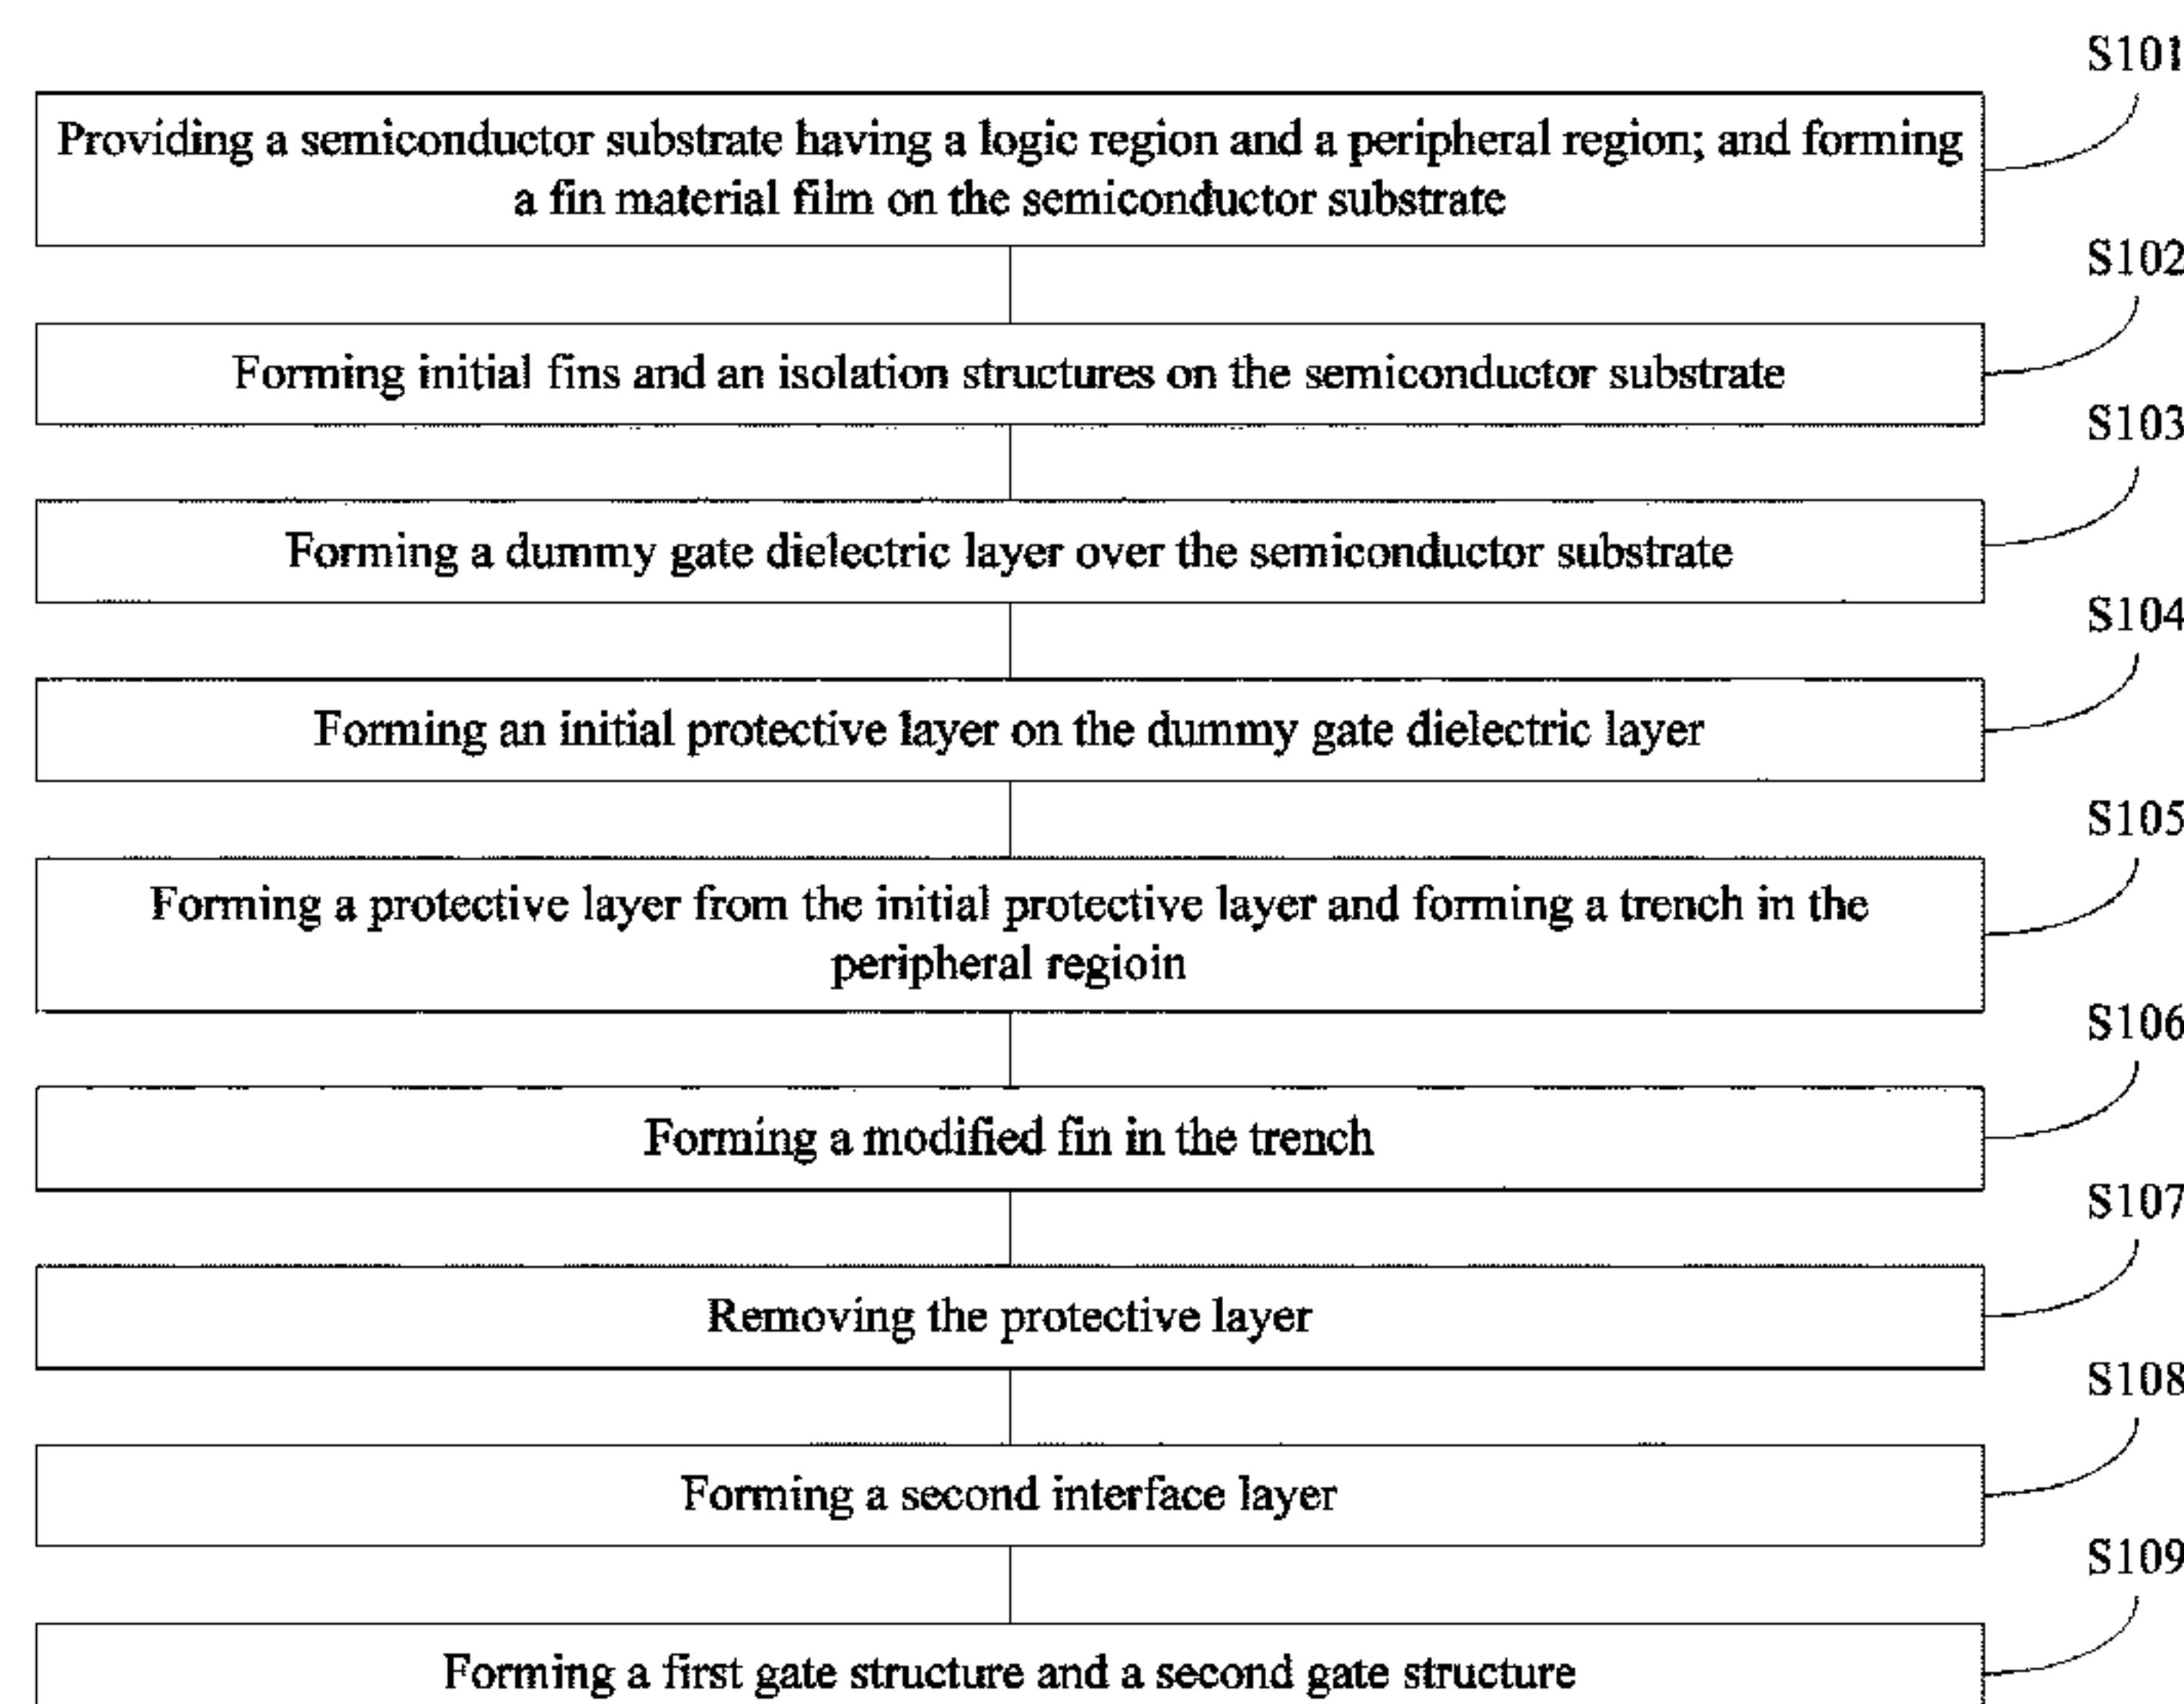 S101
Providing a semiconductor substrate having a logic region and a peripheral region; and forming
a fin material film on the semiconductor substrate
S102
Forming initial fins and an isolation structures on the semiconductor substrate
S103
Forming a dummy gate dielectric layer over the semiconductor substrate
S104
Forming an initial protective layer on the dummy gate dielectric layer
S105
Forming a protective layer from the initial protective layer and forming a trench in the
peripheral regioin
S106
Forming a modified fin in the trench
S107
Removing the protective layer
S108
Forming a second interface layer
S109
Forming a first gate structure and a second gate structure